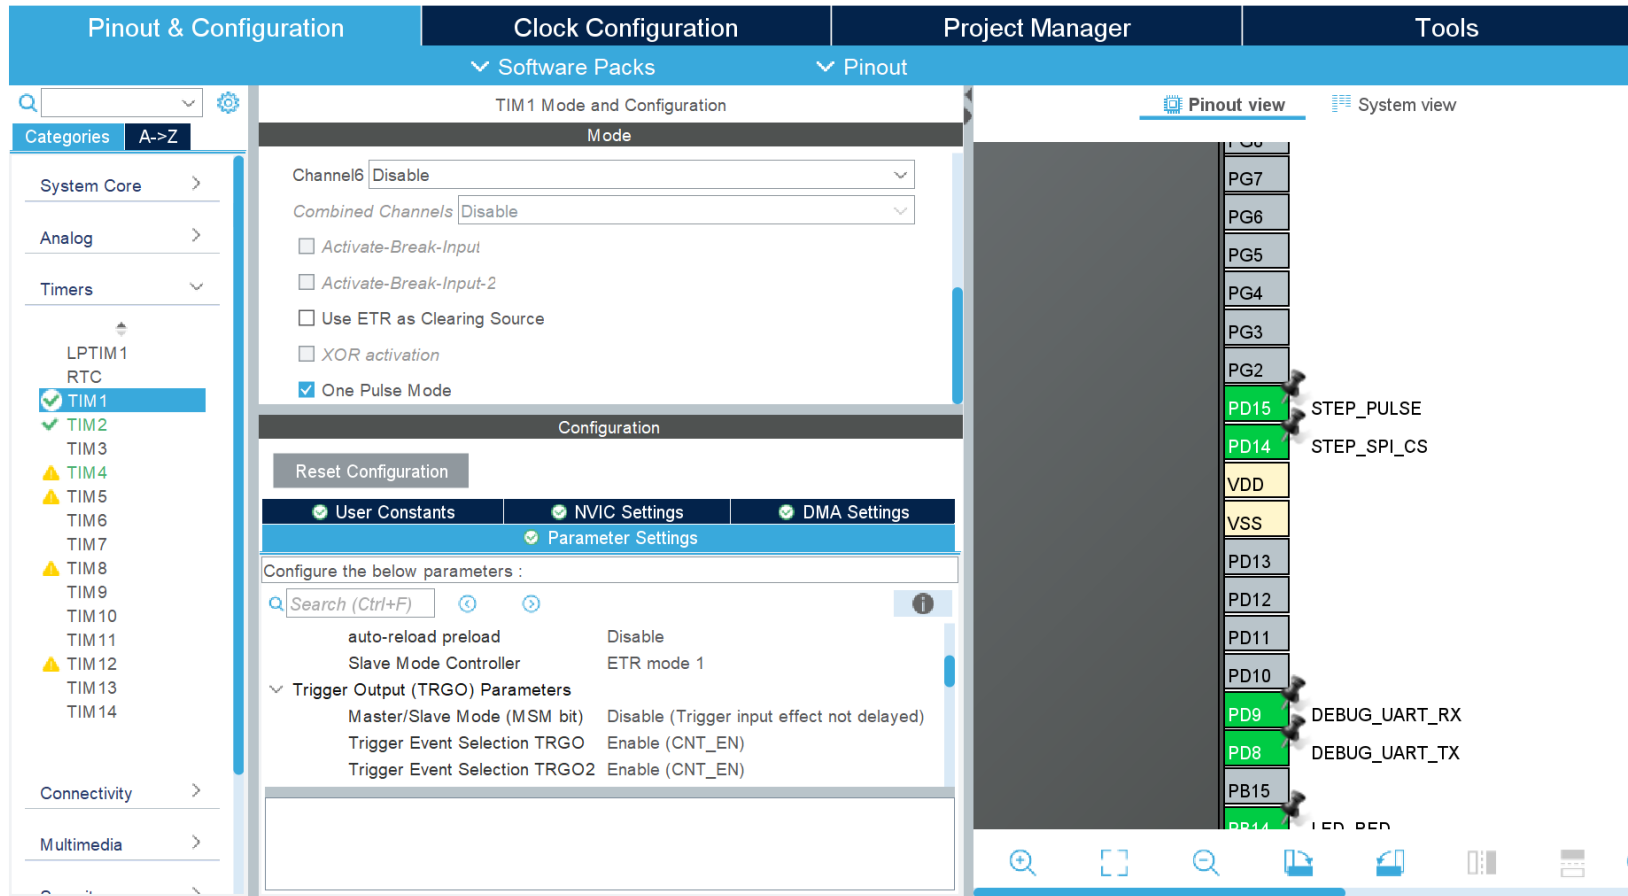 Pinout & Configuration
Clock Configuration
Project Manager
Tools
Software Packs
Pinout
Categories
A->Z
System Core
Analog
Timers
LPTIM1
RTC
TIM1
TIM2
TIM3
TIM4
TIM5
TIM6
TIM7
TIM8
TIM9
TIM10
TIM11
TIM12
TIM13
TIM14
Connectivity
Multimedia
TIM1 Mode and Configuration
Mode
Channel6 Disable
Combined Channels Disable
Activate-Break-Input
Activate-Break-Input-2
Use ETR as Clearing Source
XOR activation
One Pulse Mode
Configuration
Reset Configuration
User Constants
NVIC Settings
DMA Settings
Parameter Settings
Configure the below parameters :
Search (Ctrl+F)
auto-reload preload Disable
Slave Mode Controller ETR mode 1
Trigger Output (TRGO) Parameters
Master/Slave Mode (MSM bit) Disable (Trigger input effect not delayed)
Trigger Event Selection TRGO Enable (CNT_EN)
Trigger Event Selection TRGO2 Enable (CNT_EN)
Pinout view
System view
PG7
PG6
PG5
PG4
PG3
PG2
PD15 STEP_PULSE
PD14 STEP_SPI_CS
VDD
VSS
PD13
PD12
PD11
PD10
PD9 DEBUG_UART_RX
PD8 DEBUG_UART_TX
PB15
PB14 LED_RED